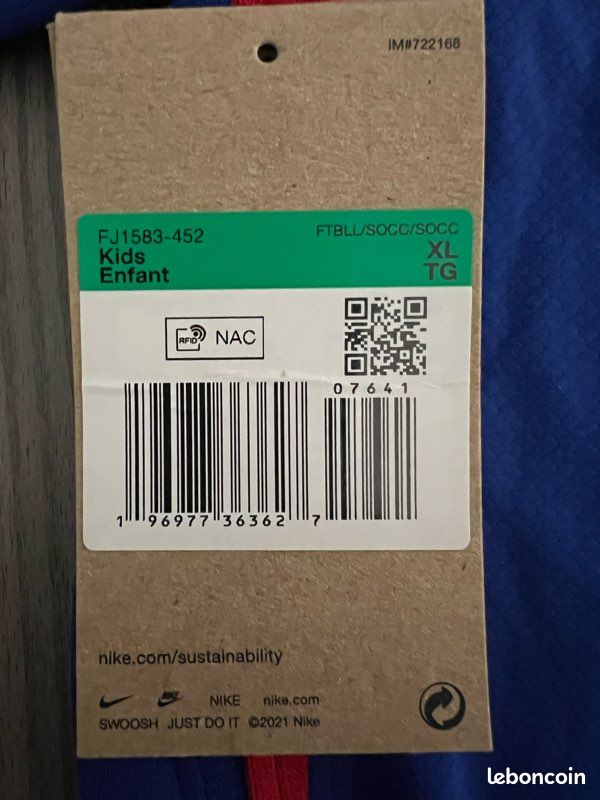 IM#722168
FJ1583-452
FTBLL/SOCC/SOCC
Kids
XL
Enfant
TG
RFID NAC
07641
1 96977 36362 7
nike.com/sustainability
NIKE nike.com
SWOOSH JUST DO IT ©2021 Nike
leboncoin